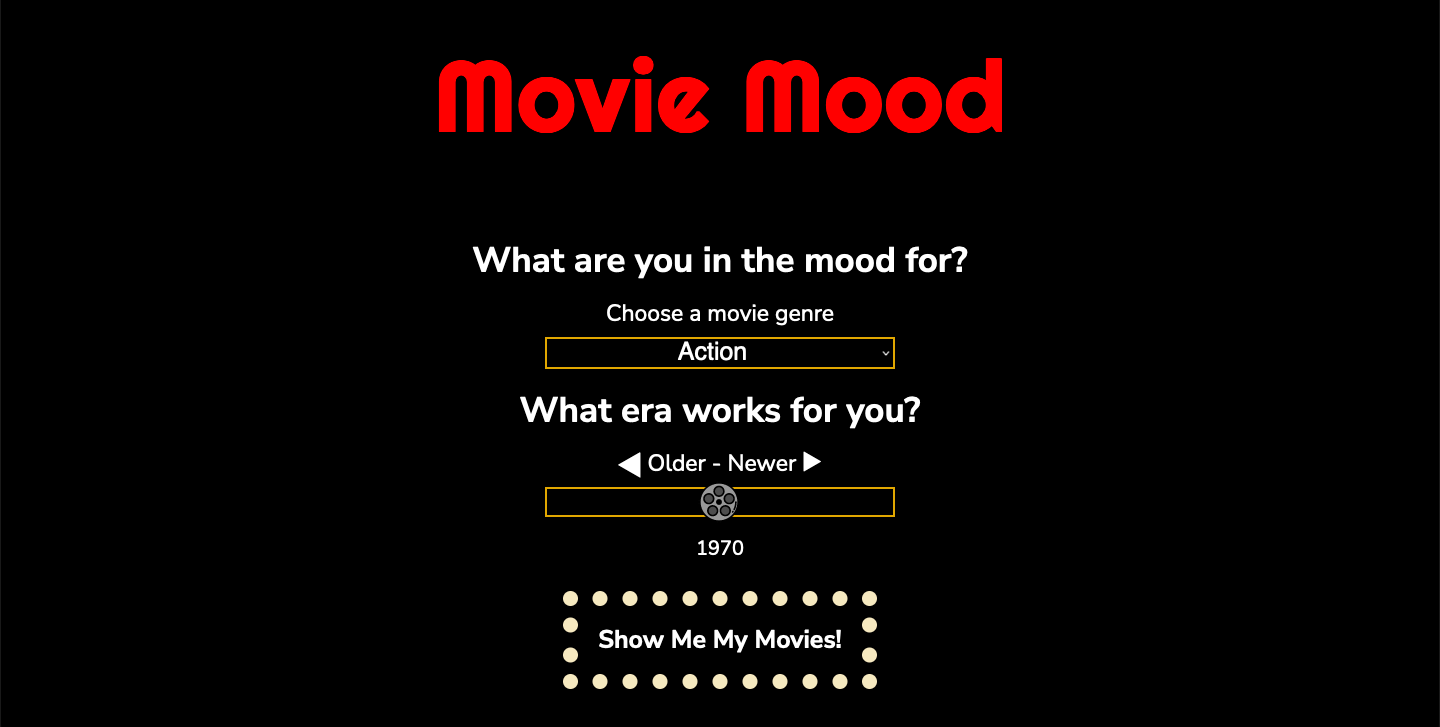 Movie Mood
What are you in the mood for?
Choose a movie genre
Action
What era works for you?
◀ Older - Newer ▶
1970
Show Me My Movies!